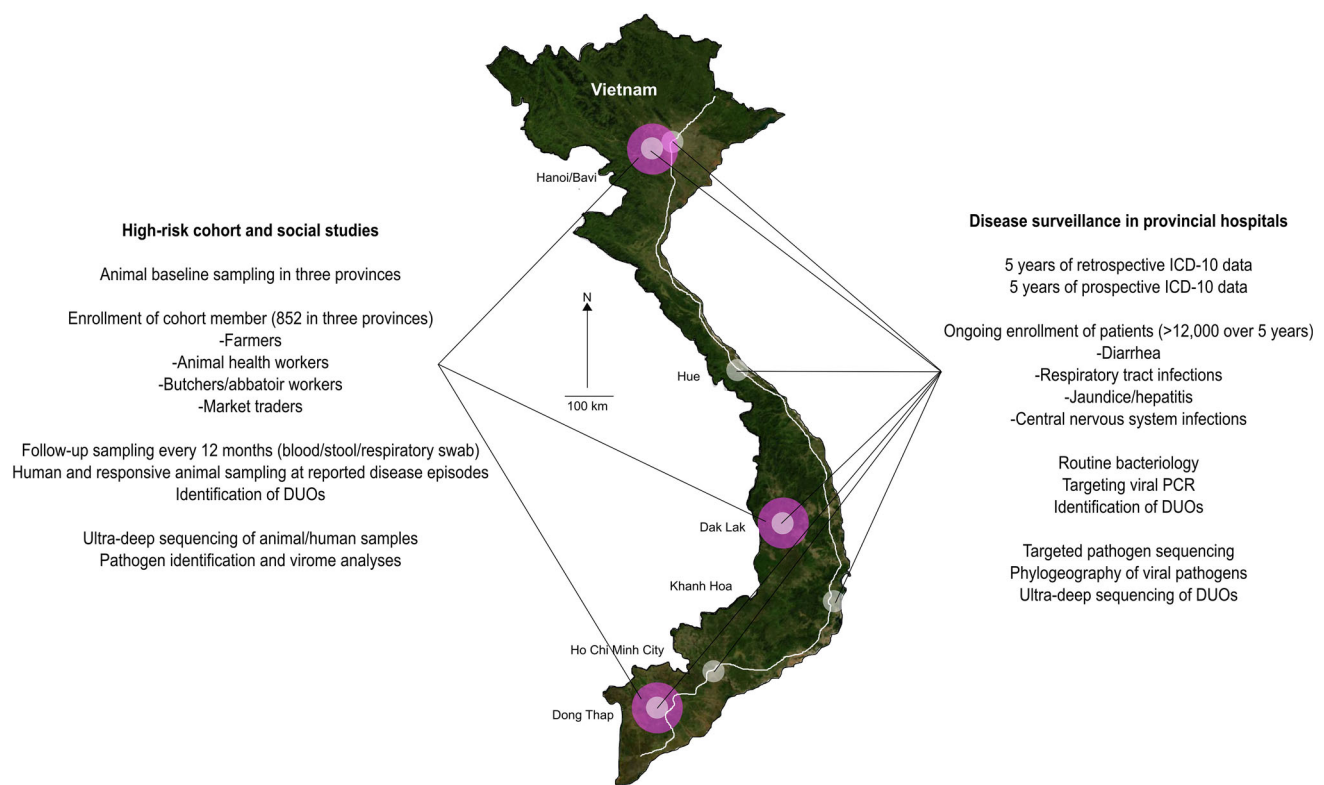 Vietnam
Hanoi/Bavi
High-risk cohort and social studies
Animal baseline sampling in three provinces
Enrollment of cohort member (852 in three provinces)
-Farmers
-Animal health workers
-Butchers/abbatoir workers
-Market traders
Follow-up sampling every 12 months (blood/stool/respiratory swab)
Human and responsive animal sampling at reported disease episodes
Identification of DUOs
Ultra-deep sequencing of animal/human samples
Pathogen identification and virome analyses
N
100 km
Hue
Dak Lak
Khanh Hoa
Ho Chi Minh City
Dong Thap
Disease surveillance in provincial hospitals
5 years of retrospective ICD-10 data
5 years of prospective ICD-10 data
Ongoing enrollment of patients (>12,000 over 5 years)
-Diarrhea
-Respiratory tract infections
-Jaundice/hepatitis
-Central nervous system infections
Routine bacteriology
Targeting viral PCR
Identification of DUOs
Targeted pathogen sequencing
Phylogeography of viral pathogens
Ultra-deep sequencing of DUOs